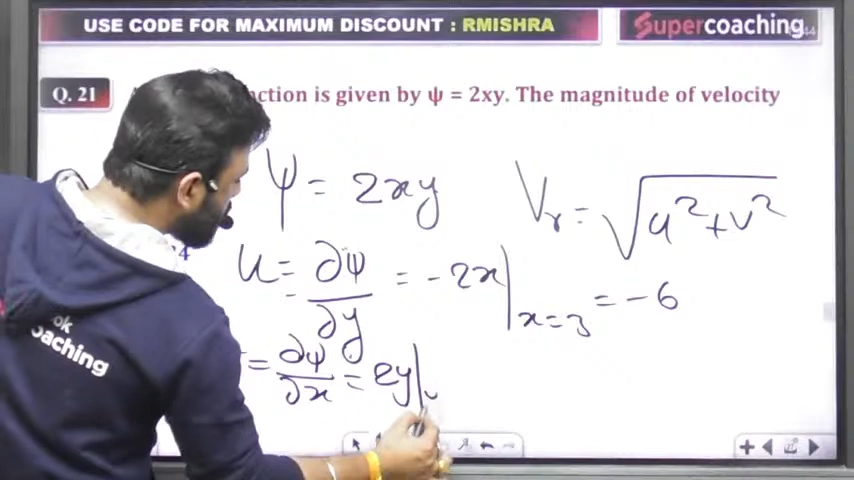 USE CODE FOR MAXIMUM DISCOUNT : RMISHRA
Supercoaching
Q. 21
nction is given by ψ = 2xy. The magnitude of velocity
ψ = 2xy
Vr = √u²+v²
u = ∂ψ/∂y = -2x|x=3 = -6
= ∂ψ/∂x = 2y|
ok
coaching